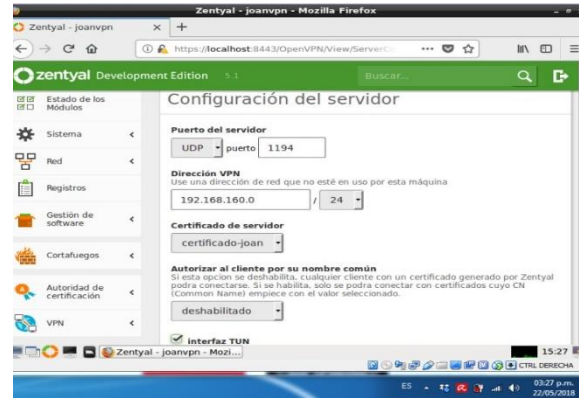 Zentyal - joanvpn - Mozilla Firefox
Zentyal - joanvpn
https://localhost:8443/OpenVPN/View/ServerC
zentyal Development Edition 5.1 Buscar...
Estado de los
Módulos
Sistema
Red
Registros
Gestión de
software
Cortafuegos
Autoridad de
certificación
VPN
Configuración del servidor
Puerto del servidor
UDP puerto 1194
Dirección VPN
Use una dirección de red que no esté en uso por esta máquina
192.168.160.0 / 24
Certificado de servidor
certificado-joan
Autorizar al cliente por su nombre común
Si esta opcion se deshabilita, cualquier cliente con un certificado generado por Zentyal
podra conectarse. Si se habilita, solo se podra conectar con certificados cuyo CN
(Common Name) empiece con el valor seleccionado.
deshabilitado
interfaz TUN
Zentyal - joanvpn - Mozi...
15:27
CTRL DERECHA
ES
03:27 p.m.
22/05/2018